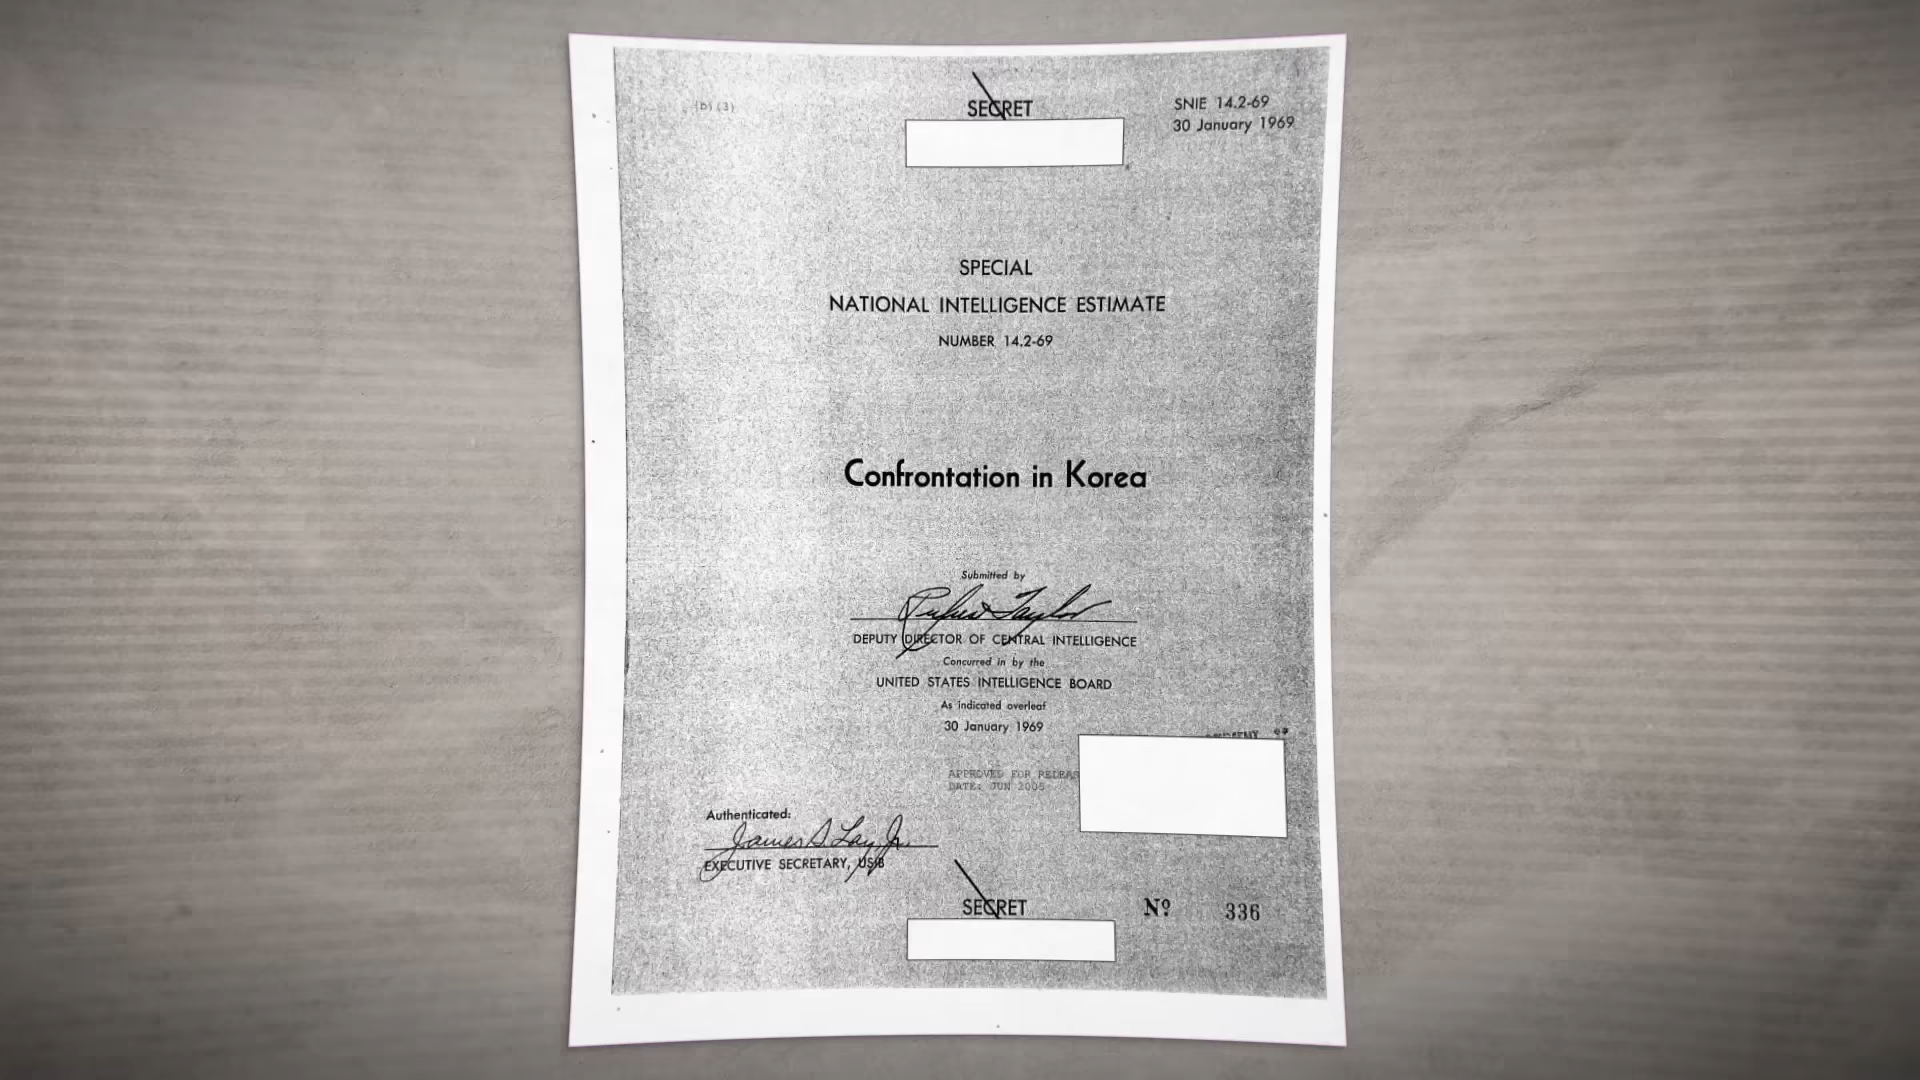 (b)(3)
SECRET
SNIE 14.2-69
30 January 1969
SPECIAL
NATIONAL INTELLIGENCE ESTIMATE
NUMBER 14.2-69
Confrontation in Korea
Submitted by
Rufus Taylor
DEPUTY DIRECTOR OF CENTRAL INTELLIGENCE
Concurred in by the
UNITED STATES INTELLIGENCE BOARD
As indicated overleaf
30 January 1969
APPROVED FOR
DATE: JUN 2005
Authenticated:
James S. Lay, Jr.
EXECUTIVE SECRETARY, USIB
SECRET
Nº 336